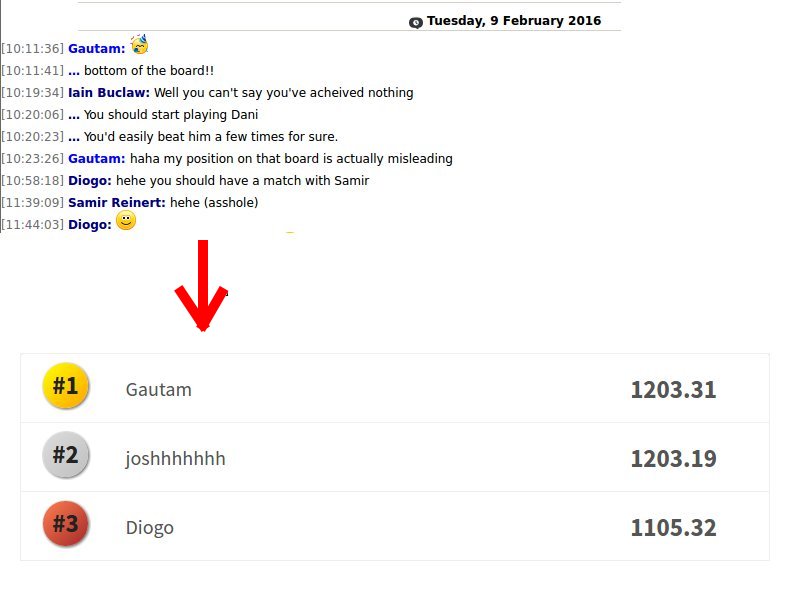 Tuesday, 9 February 2016
[10:11:36] Gautam:
[10:11:41] ... bottom of the board!!
[10:19:34] Iain Buclaw: Well you can't say you've acheived nothing
[10:20:06] ... You should start playing Dani
[10:20:23] ... You'd easily beat him a few times for sure.
[10:23:26] Gautam: haha my position on that board is actually misleading
[10:58:18] Diogo: hehe you should have a match with Samir
[11:39:09] Samir Reinert: hehe (asshole)
[11:44:03] Diogo:
#1 Gautam 1203.31
#2 joshhhhhhh 1203.19
#3 Diogo 1105.32